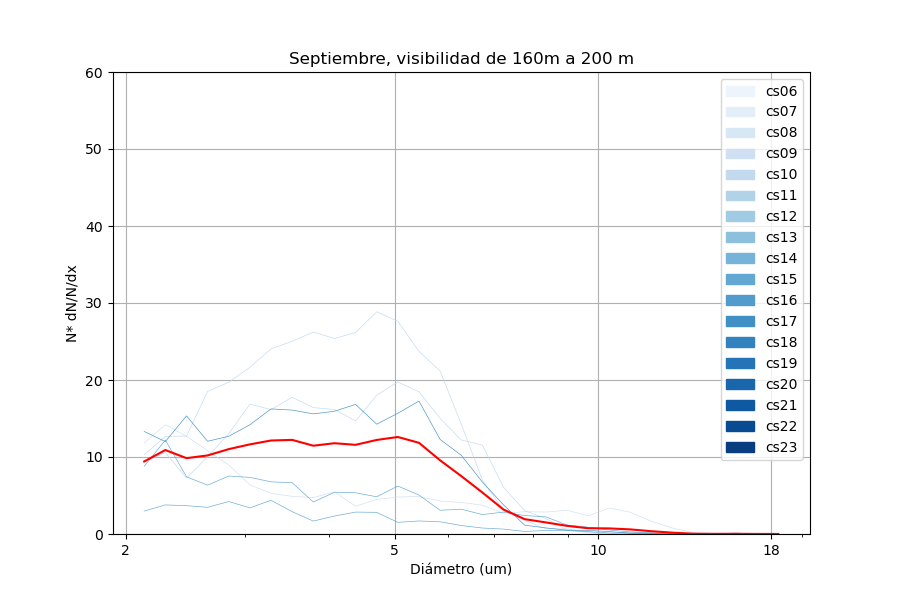 Septiembre, visibilidad de 160m a 200 m
N* dN/N/dx
60
50
40
30
20
10
0
2
5
10
18
Diámetro (um)
cs06
cs07
cs08
cs09
cs10
cs11
cs12
cs13
cs14
cs15
cs16
cs17
cs18
cs19
cs20
cs21
cs22
cs23